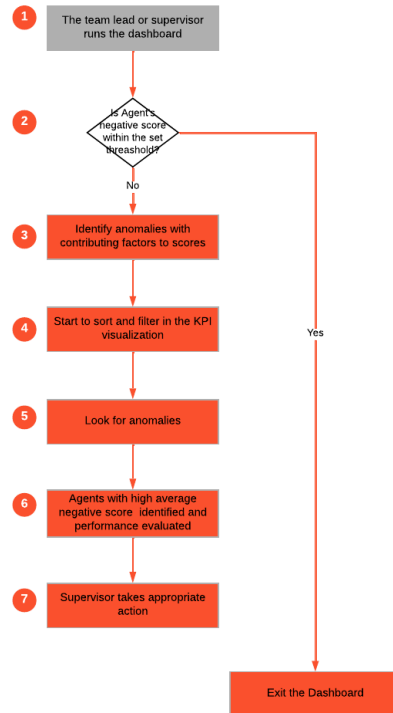 1
The team lead or supervisor
runs the dashboard
2
Is Agent's
negative score
within the set
threashold?
No
3
Identify anomalies with
contributing factors to scores
4
Start to sort and filter in the KPI
visualization
Yes
5
Look for anomalies
6
Agents with high average
negative score identified and
performance evaluated
7
Supervisor takes appropriate
action
Exit the Dashboard